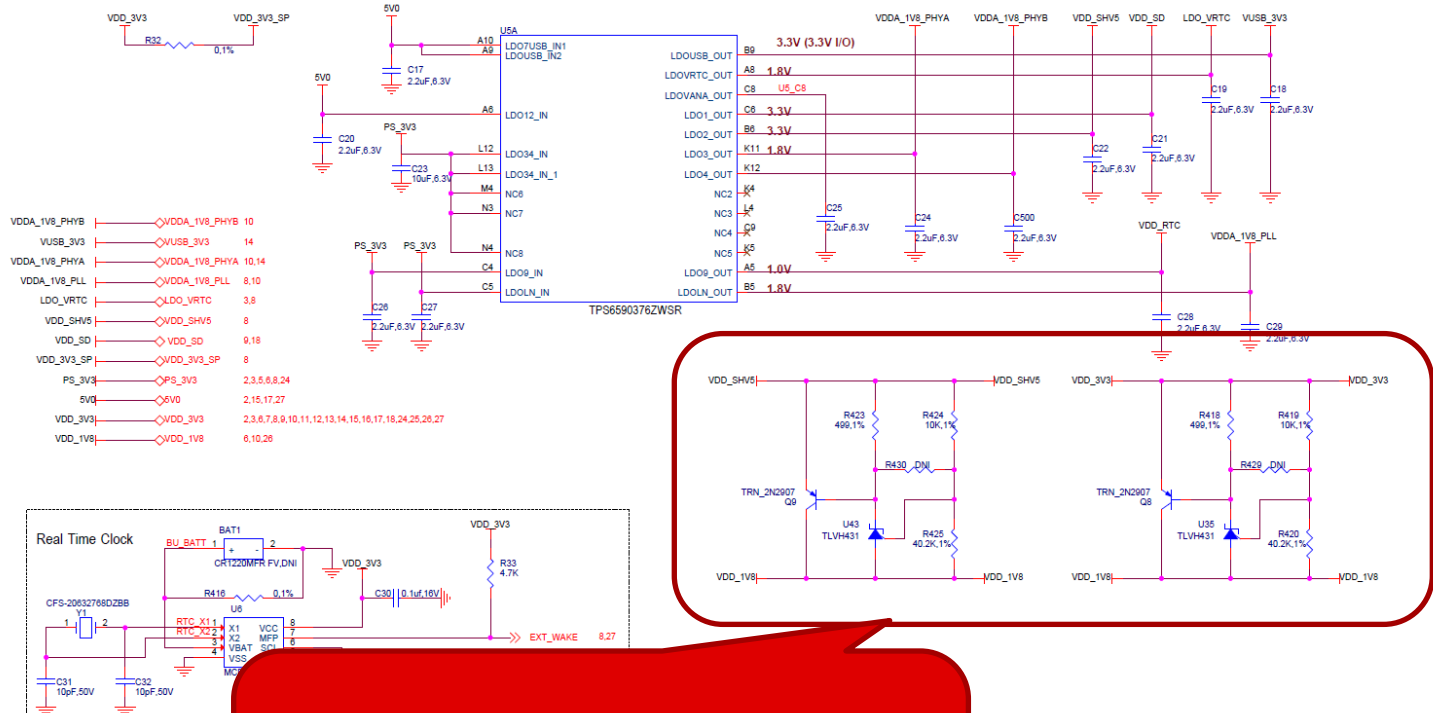 VDD_3V3
VDD_3V3_SP
R32
0,1%
5V0
C17
2.2uF,6.3V
5V0
C20
2.2uF,6.3V
PS_3V3
C23
10uF,6.3V
PS_3V3
PS_3V3
C26
2.2uF,6.3V
C27
2.2uF,6.3V
U5A
A10
LDO7USB_IN1
A9
LDOUSB_IN2
A6
LDO12_IN
L12
LDO34_IN
L13
LDO34_IN_1
M4
NC6
N3
NC7
N4
NC8
C4
LDO9_IN
C5
LDOLN_IN
LDOUSB_OUT
B9
3.3V (3.3V I/O)
LDOVRTC_OUT
A8
1.8V
LDOVANA_OUT
C8
U5_C8
LDO1_OUT
C6
3.3V
LDO2_OUT
B6
3.3V
LDO3_OUT
K11
1.8V
LDO4_OUT
K12
NC2
K4
NC3
L4
NC4
C9
NC5
K5
LDO9_OUT
A5
1.0V
LDOLN_OUT
B5
1.8V
TPS6590376ZWSR
VDDA_1V8_PHYA
VDDA_1V8_PHYB
VDD_SHV5
VDD_SD
LDO_VRTC
VUSB_3V3
C19
2.2uF,6.3V
C18
2.2uF,6.3V
C21
2.2uF,6.3V
C22
2.2uF,6.3V
C25
2.2uF,6.3V
C24
2.2uF,6.3V
C500
2.2uF,6.3V
VDD_RTC
VDDA_1V8_PLL
C28
2.2uF,6.3V
C29
2.2uF,6.3V
VDDA_1V8_PHYB VDDA_1V8_PHYB 10
VUSB_3V3 VUSB_3V3 14
VDDA_1V8_PHYA VDDA_1V8_PHYA 10,14
VDDA_1V8_PLL VDDA_1V8_PLL 8,10
LDO_VRTC LDO_VRTC 3,8
VDD_SHV5 VDD_SHV5 8
VDD_SD VDD_SD 9,18
VDD_3V3_SP VDD_3V3_SP 8
PS_3V3 PS_3V3 2,3,5,6,8,24
5V0 5V0 2,15,17,27
VDD_3V3 VDD_3V3 2,3,6,7,8,9,10,11,12,13,14,15,16,17,18,24,25,26,27
VDD_1V8 VDD_1V8 6,10,26
VDD_SHV5
VDD_SHV5
R423
499,1%
R424
10K,1%
R430 DNI
TRN_2N2907
Q9
U43
TLVH431
R425
40.2K,1%
VDD_1V8
VDD_1V8
VDD_3V3
VDD_3V3
R418
499,1%
R419
10K,1%
R429 DNI
TRN_2N2907
Q8
U35
TLVH431
R420
40.2K,1%
VDD_1V8
VDD_1V8
Real Time Clock
BAT1
BU_BATT 1
+ -
2
CR1220MFR FV,DNI
R416
0,1%
VDD_3V3
C30
0.1uf,16V
VDD_3V3
R33
4.7K
CFS-20632768DZBB
Y1
1 2
U6
RTC_X1 1 X1 VCC 8
RTC_X2 2 X2 MFP 7
3 VBAT SCL 6
4 VSS
EXT_WAKE 8,27
C31
10pF,50V
C32
10pF,50V